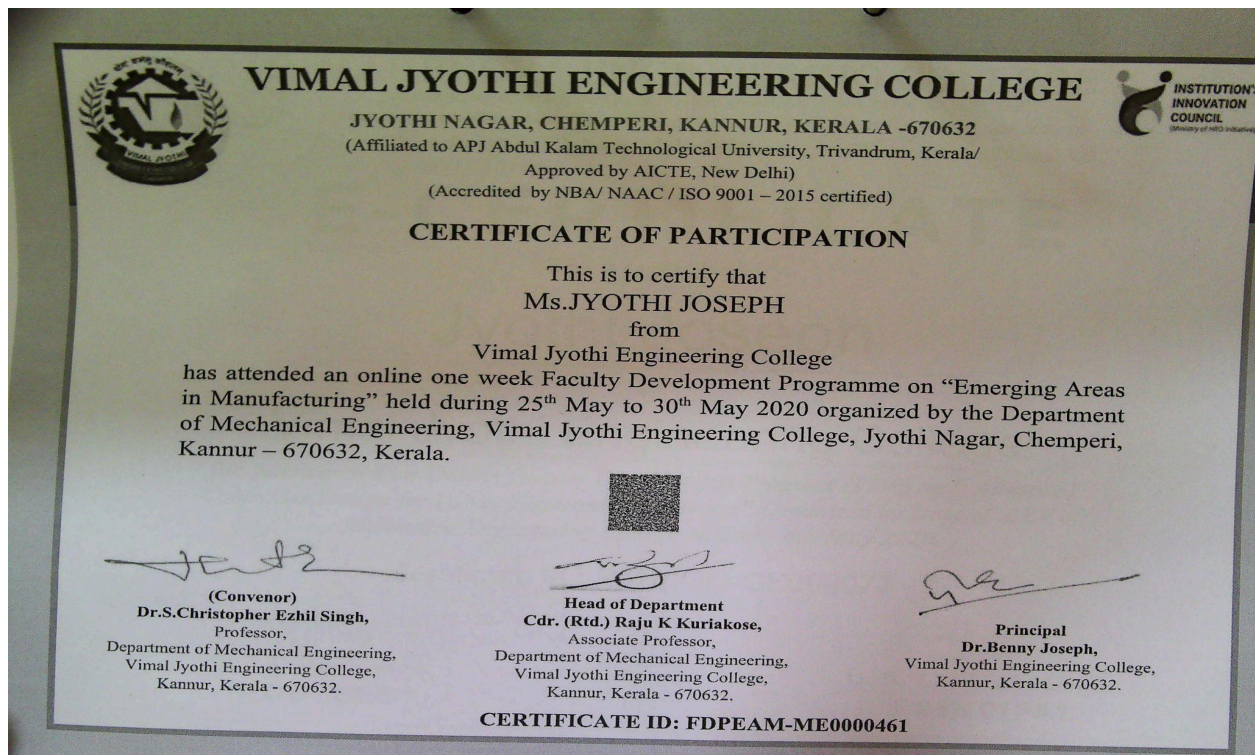 VIMAL JYOTHI ENGINEERING COLLEGE
JYOTHI NAGAR, CHEMPERI, KANNUR, KERALA -670632
(Affiliated to APJ Abdul Kalam Technological University, Trivandrum, Kerala/
Approved by AICTE, New Delhi)
(Accredited by NBA/ NAAC / ISO 9001 – 2015 certified)
VIMAL JYOTHI
INSTITUTION'S
INNOVATION
COUNCIL
(Ministry of HRD Initiative)
CERTIFICATE OF PARTICIPATION
This is to certify that
Ms.JYOTHI JOSEPH
from
Vimal Jyothi Engineering College
has attended an online one week Faculty Development Programme on “Emerging Areas
in Manufacturing” held during 25th May to 30th May 2020 organized by the Department
of Mechanical Engineering, Vimal Jyothi Engineering College, Jyothi Nagar, Chemperi,
Kannur – 670632, Kerala.
(Convenor)
Dr.S.Christopher Ezhil Singh,
Professor,
Department of Mechanical Engineering,
Vimal Jyothi Engineering College,
Kannur, Kerala - 670632.
Head of Department
Cdr. (Rtd.) Raju K Kuriakose,
Associate Professor,
Department of Mechanical Engineering,
Vimal Jyothi Engineering College,
Kannur, Kerala - 670632.
Principal
Dr.Benny Joseph,
Vimal Jyothi Engineering College,
Kannur, Kerala - 670632.
CERTIFICATE ID: FDPEAM-ME0000461